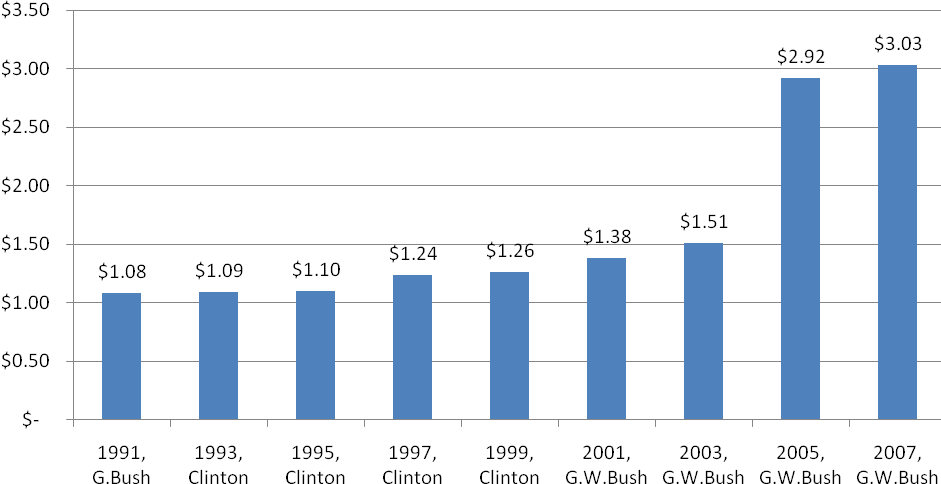 $3.50
$3.00
$2.50
$2.00
$1.50
$1.00
$0.50
$-
$1.08
$1.09
$1.10
$1.24
$1.26
$1.38
$1.51
$2.92
$3.03
1991,
G.Bush
1993,
Clinton
1995,
Clinton
1997,
Clinton
1999,
Clinton
2001,
G.W.Bush
2003,
G.W.Bush
2005,
G.W.Bush
2007,
G.W.Bush